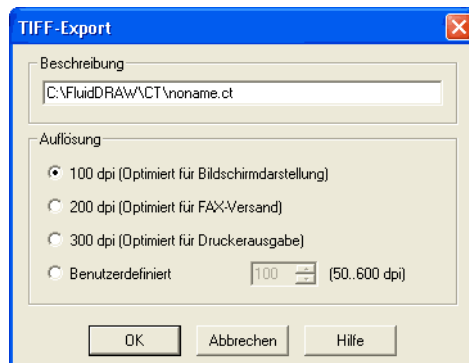 TIFF-Export
Beschreibung
C:\FluidDRAW\CT\noname.ct
Auflösung
100 dpi (Optimiert für Bildschirmdarstellung)
200 dpi (Optimiert für FAX-Versand)
300 dpi (Optimiert für Druckerausgabe)
Benutzerdefiniert 100 (50..600 dpi)
OK Abbrechen Hilfe